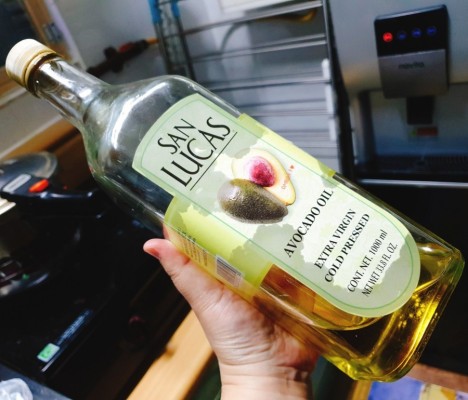 SAN
LUCAS
AVOCADO OIL
EXTRA VIRGIN
COLD PRESSED
CONT. NET. 1000 ml
NET WT 33.8 FL OZ.